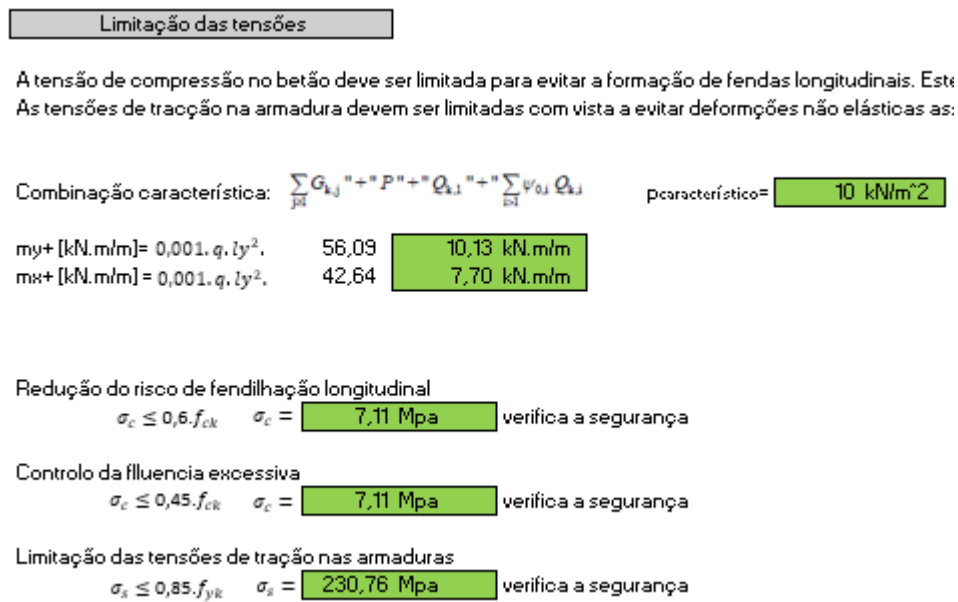 Limitação das tensões
A tensão de compressão no betão deve ser limitada para evitar a formação de fendas longitudinais. Este
As tensões de tracção na armadura devem ser limitadas com vista a evitar deformções não elásticas as
Combinação característica: ∑ j≥1 G k,j "+" P "+" Q k,1 "+" ∑ i>1 ψ 0,i Q k,i pcaracterístico= 10 kN/m^2
my+ [kN.m/m]= 0,001. q. ly². 56,09 10,13 kN.m/m
mx+ [kN.m/m] = 0,001. q. ly². 42,64 7,70 kN.m/m
Redução do risco de fendilhação longitudinal
σc ≤ 0,6.fck σc = 7,11 Mpa verifica a segurança
Controlo da flluencia excessiva
σc ≤ 0,45.fck σc = 7,11 Mpa verifica a segurança
Limitação das tensões de tração nas armaduras
σs ≤ 0,85.fyk σs = 230,76 Mpa verifica a segurança